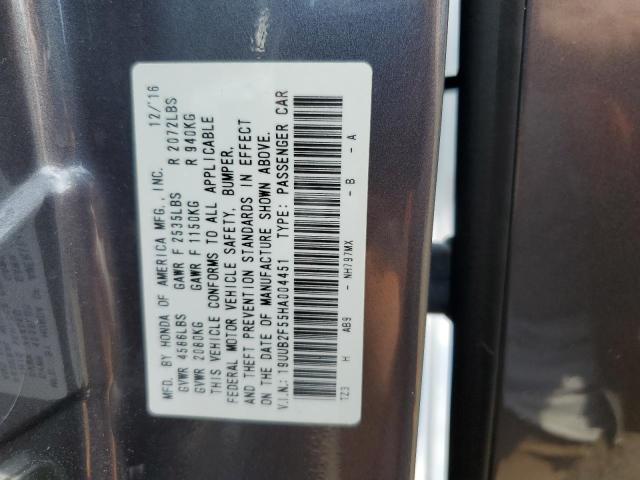 MFD. BY HONDA OF AMERICA MFG., INC. 12/'16
GVWR 4586LBS GAWR F 2535LBS R 2072LBS
GVWR 2080KG GAWR F 1150KG R 940KG
THIS VEHICLE CONFORMS TO ALL APPLICABLE
FEDERAL MOTOR VEHICLE SAFETY, BUMPER,
AND THEFT PREVENTION STANDARDS IN EFFECT
ON THE DATE OF MANUFACTURE SHOWN ABOVE.
V.I.N.: 19UUB2F55HA004451 TYPE: PASSENGER CAR
1Z3 H AB9 - NH797MX - B - A